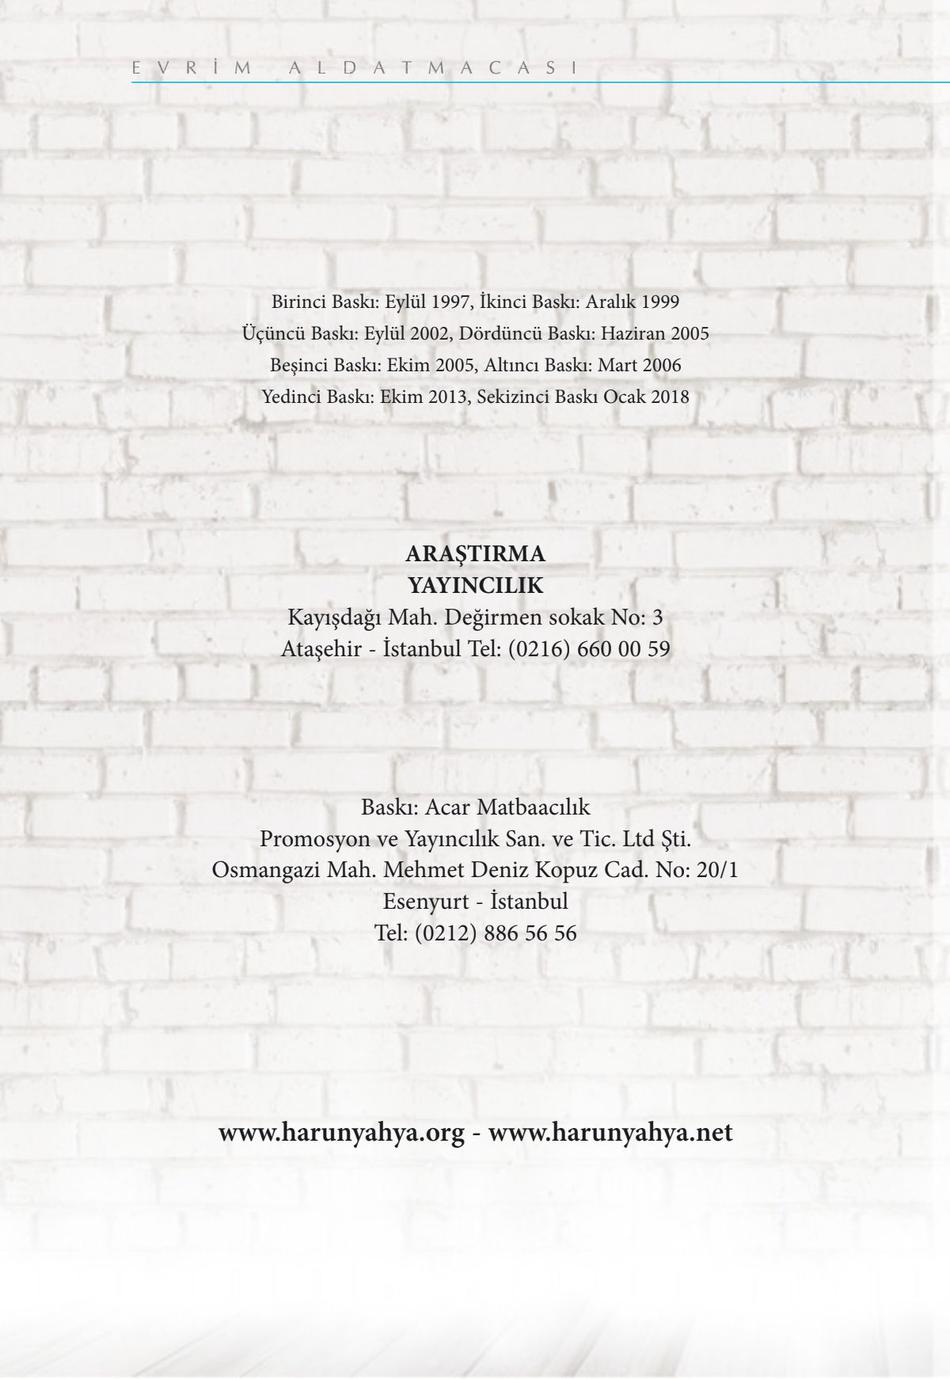 EVRİM ALDATMACASI
Birinci Baskı: Eylül 1997, İkinci Baskı: Aralık 1999
Üçüncü Baskı: Eylül 2002, Dördüncü Baskı: Haziran 2005
Beşinci Baskı: Ekim 2005, Altıncı Baskı: Mart 2006
Yedinci Baskı: Ekim 2013, Sekizinci Baskı Ocak 2018
ARAŞTIRMA
YAYINCILIK
Kayışdağı Mah. Değirmen sokak No: 3
Ataşehir - İstanbul Tel: (0216) 660 00 59
Baskı: Acar Matbaacılık
Promosyon ve Yayıncılık San. ve Tic. Ltd Şti.
Osmangazi Mah. Mehmet Deniz Kopuz Cad. No: 20/1
Esenyurt - İstanbul
Tel: (0212) 886 56 56
www.harunyahya.org - www.harunyahya.net